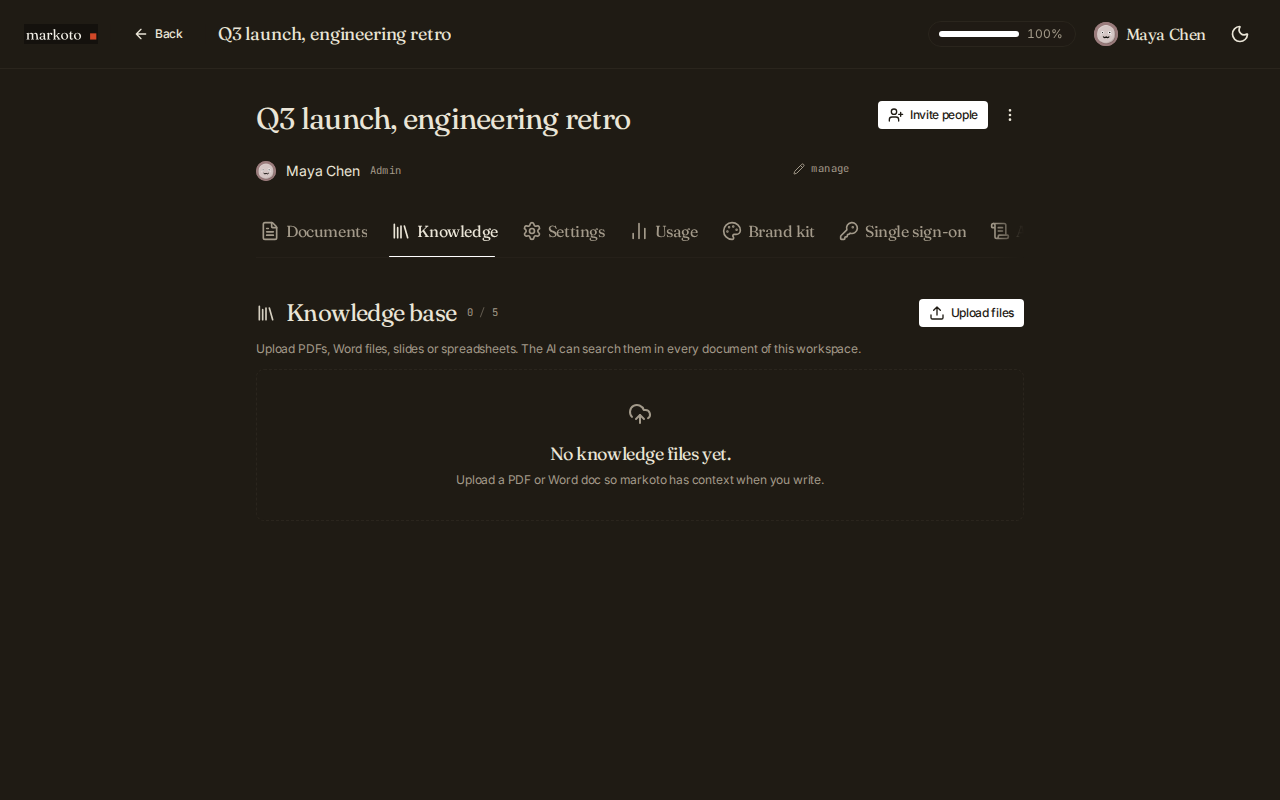 markoto
Back
Q3 launch, engineering retro
100%
Maya Chen
Q3 launch, engineering retro
Invite people
Maya Chen Admin
manage
Documents
Knowledge
Settings
Usage
Brand kit
Single sign-on
Knowledge base 0 / 5
Upload files
Upload PDFs, Word files, slides or spreadsheets. The AI can search them in every document of this workspace.
No knowledge files yet.
Upload a PDF or Word doc so markoto has context when you write.